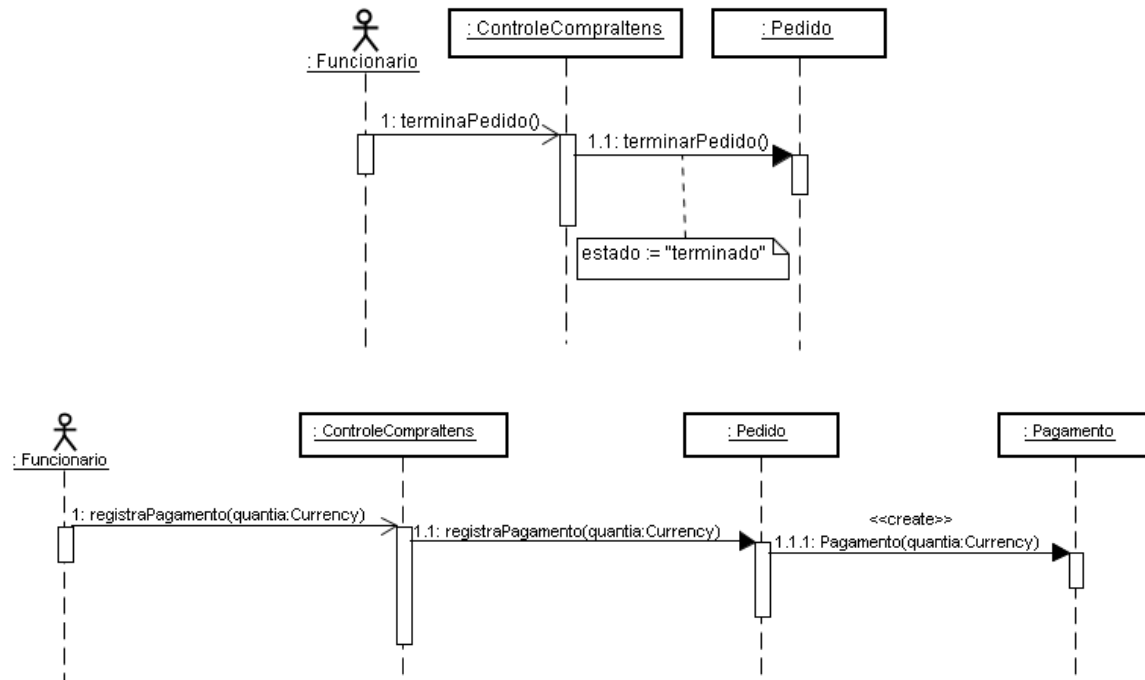 : Funcionario
: ControleCompraItens
: Pedido
1: terminaPedido()
1.1: terminarPedido()
estado := "terminado"
: Funcionario
: ControleCompraItens
: Pedido
: Pagamento
1: registraPagamento(quantia:Currency)
1.1: registraPagamento(quantia:Currency)
<<create>>
1.1.1: Pagamento(quantia:Currency)